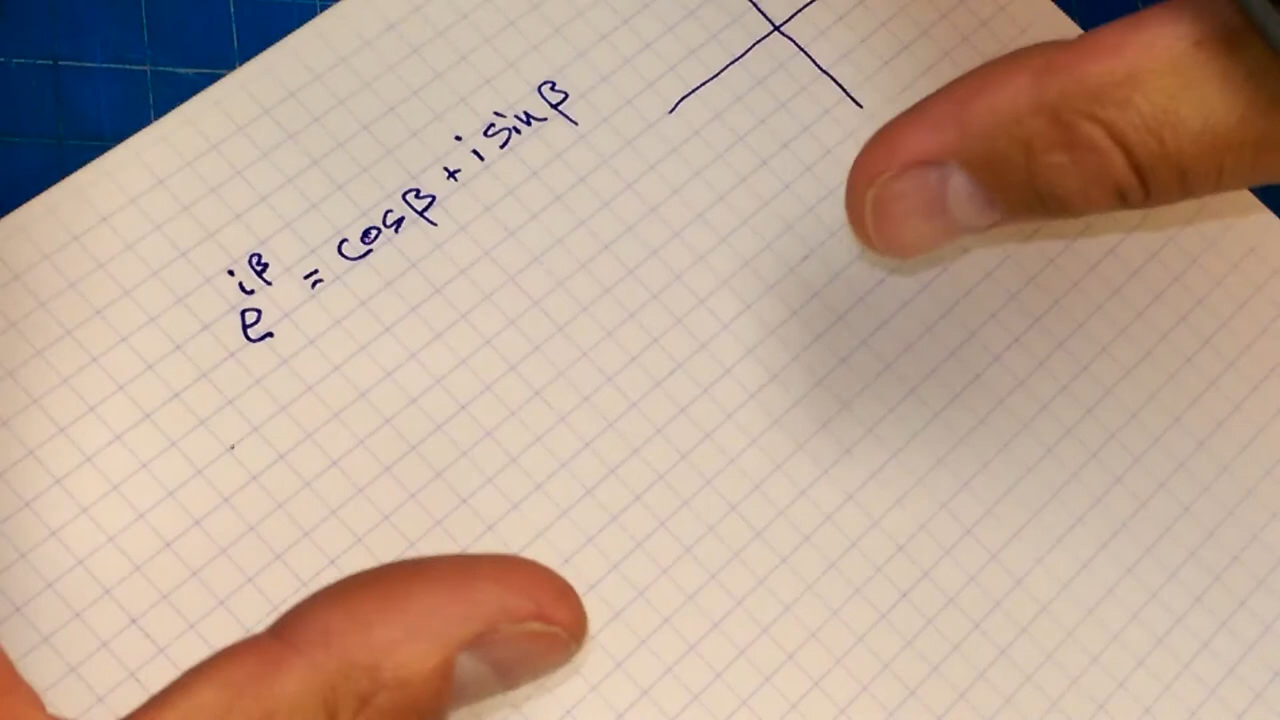 e^{iβ} = cosβ + i sinβ